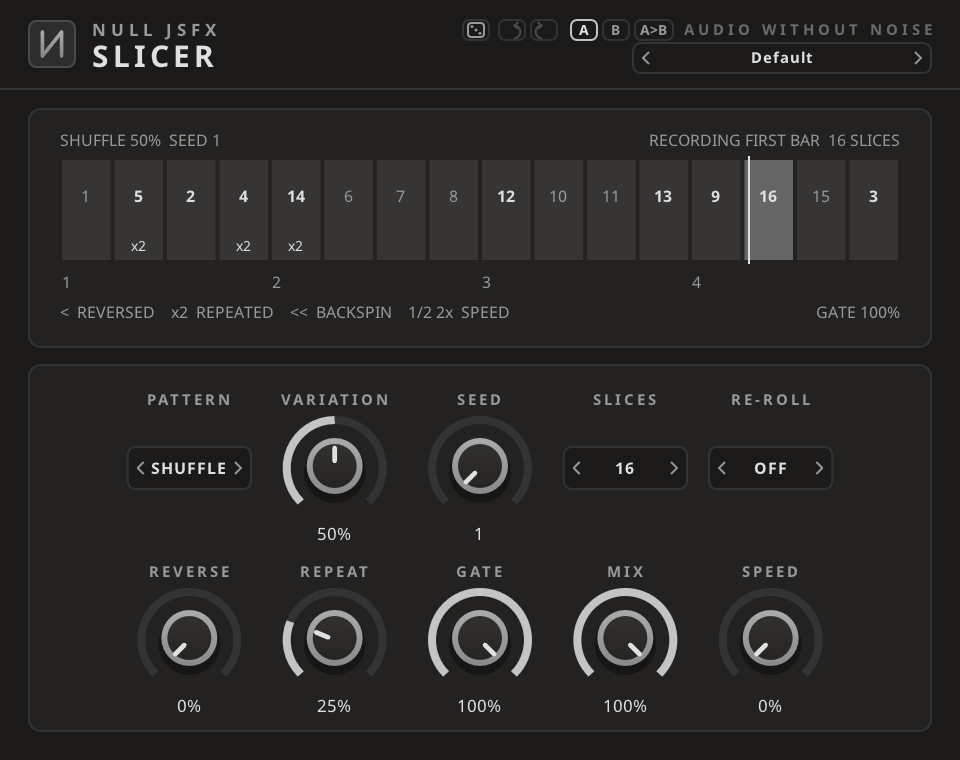 NULL JSFX
SLICER
A B A>B AUDIO WITHOUT NOISE
< Default >
SHUFFLE 50% SEED 1 RECORDING FIRST BAR 16 SLICES
1 5 2 4 14 6 7 8 12 10 11 13 9 16 15 3
x2 x2 x2
1 2 3 4
< REVERSED x2 REPEATED << BACKSPIN 1/2 2x SPEED GATE 100%
PATTERN VARIATION SEED SLICES RE-ROLL
< SHUFFLE > < 16 > < OFF >
50% 1
REVERSE REPEAT GATE MIX SPEED
0% 25% 100% 100% 0%